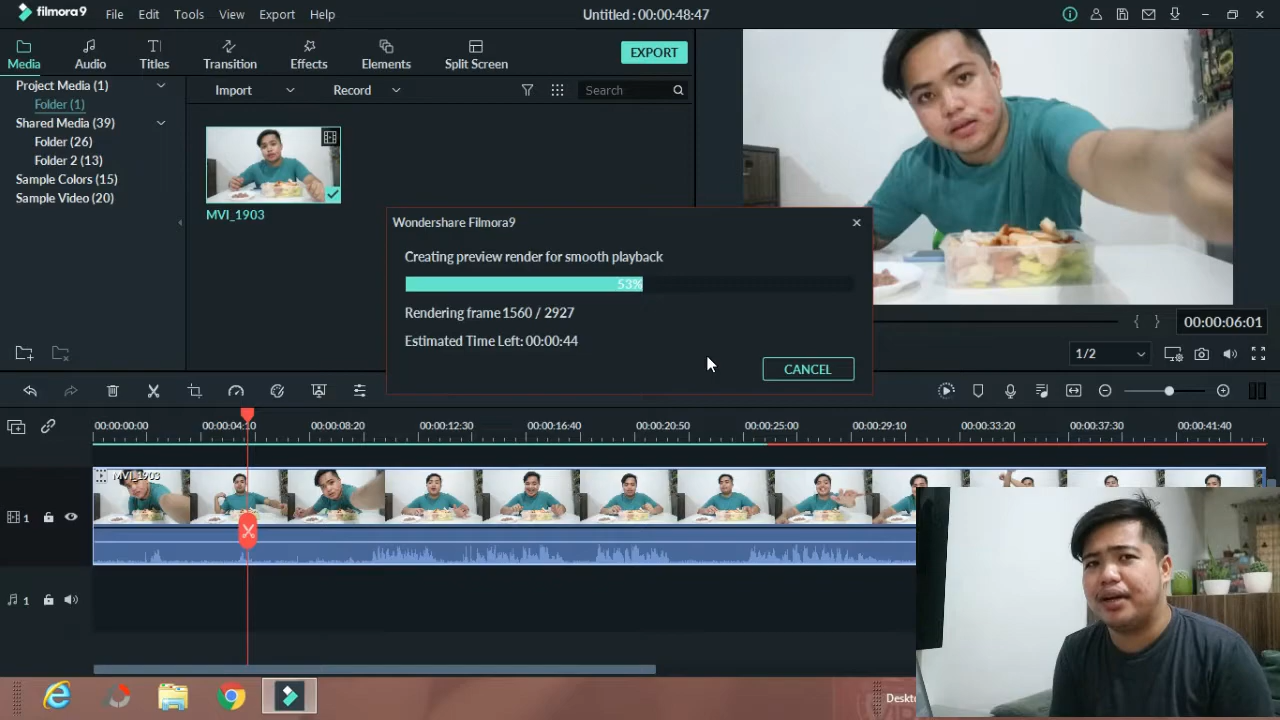 filmora9
File Edit Tools View Export Help
Untitled : 00:00:48:47
Media Audio Titles Transition Effects Elements Split Screen
EXPORT
Project Media (1)
Folder (1)
Shared Media (39)
Folder (26)
Folder 2 (13)
Sample Colors (15)
Sample Video (20)
Import Record Search
MVI_1903
Wondershare Filmora9
Creating preview render for smooth playback
53%
Rendering frame 1560 / 2927
Estimated Time Left: 00:00:44
CANCEL
00:00:06:01
1/2
00:00:00:00 00:00:04:10 00:00:08:20 00:00:12:30 00:00:16:40 00:00:20:50 00:00:25:00 00:00:29:10 00:00:33:20 00:00:37:30 00:00:41:40
MVI_1903
1
1
Deskto